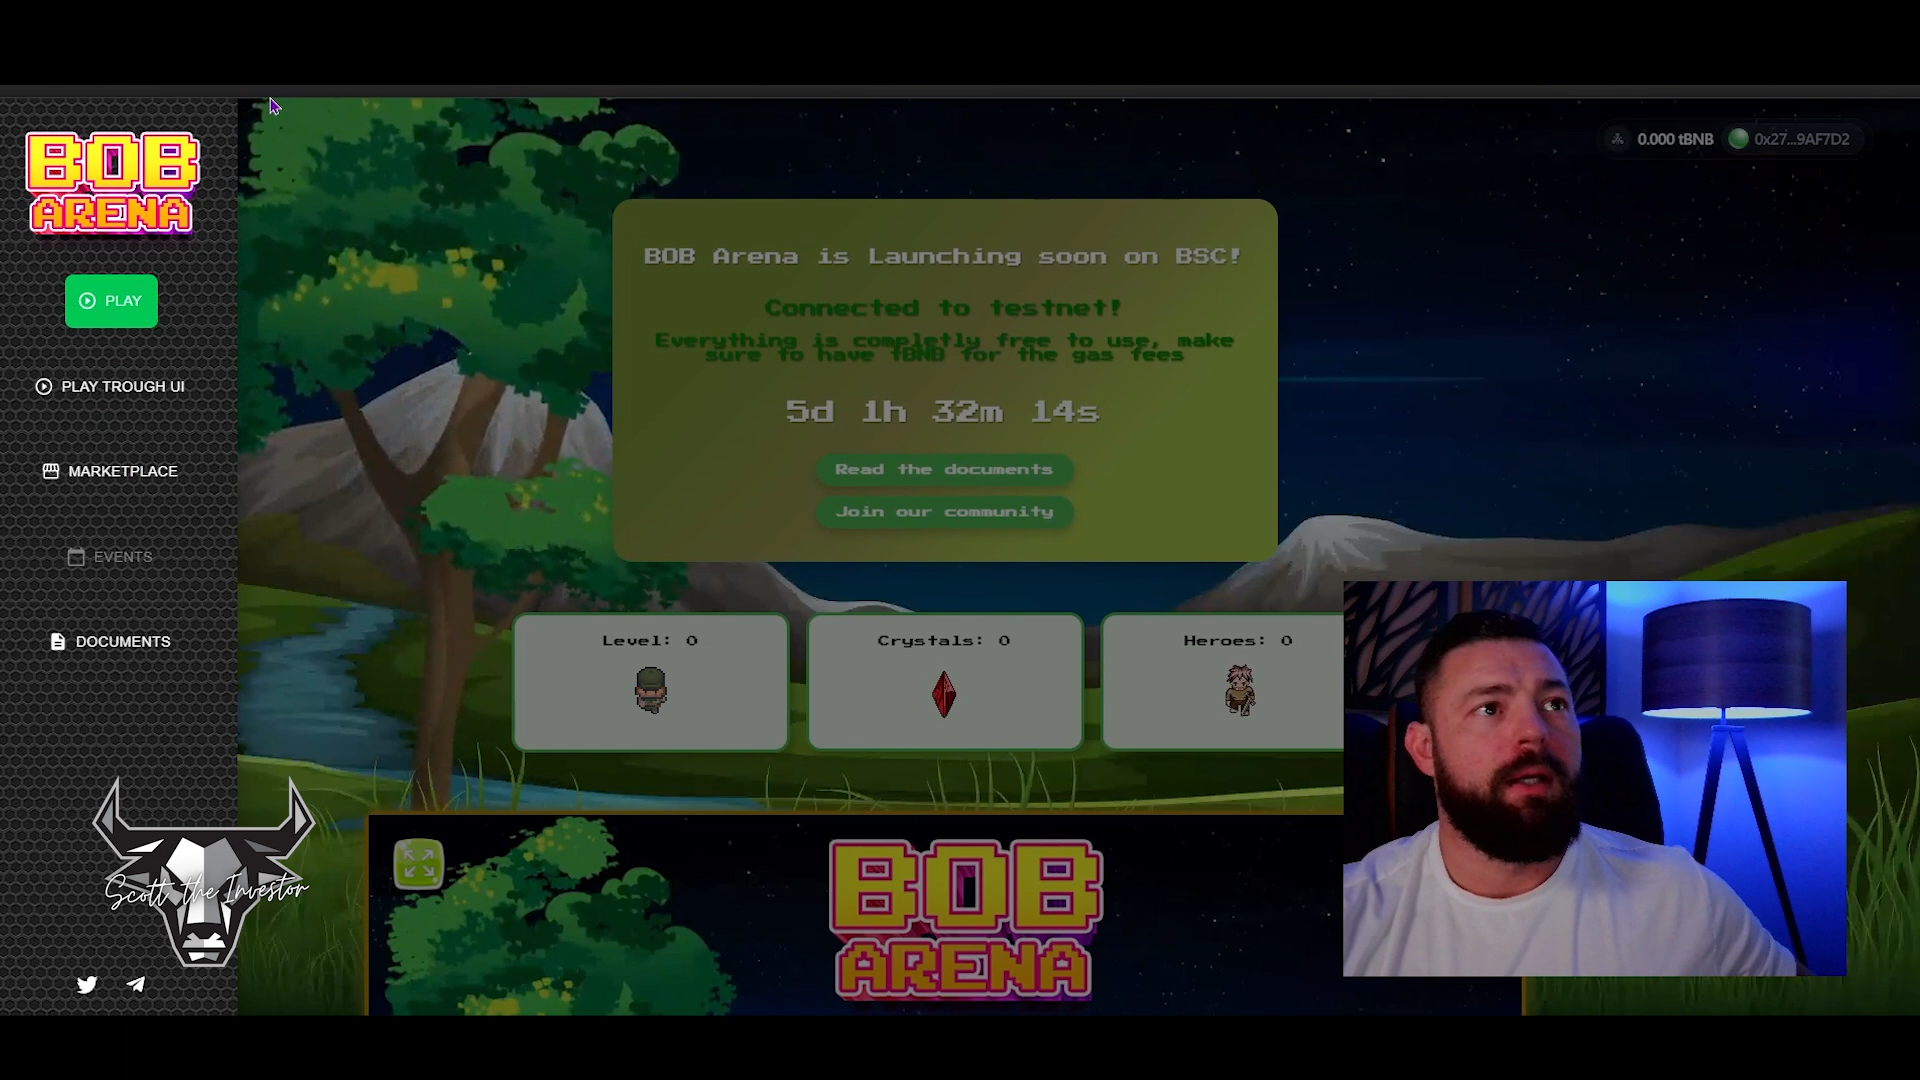 BOB
ARENA
PLAY
PLAY TROUGH UI
MARKETPLACE
EVENTS
DOCUMENTS
Scott the Investor
0.000 tBNB
0x27...9AF7D2
BOB Arena is Launching soon on BSC!
Connected to testnet!
Everything is completly free to use, make
sure to have tBNB for the gas fees
5d 1h 32m 14s
Read the documents
Join our community
Level: 0
Crystals: 0
Heroes: 0
BOB
ARENA